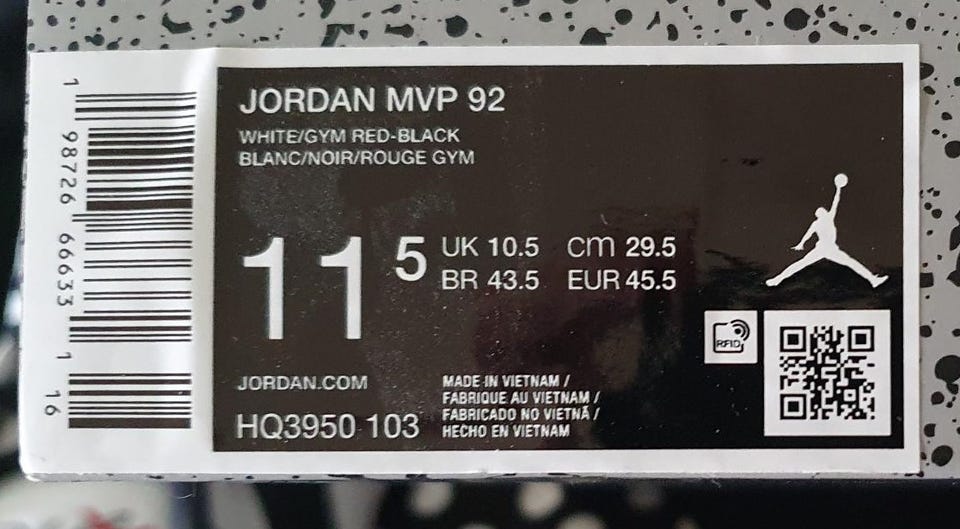 JORDAN MVP 92
WHITE/GYM RED-BLACK
BLANC/NOIR/ROUGE GYM
11 5
UK 10.5 cm 29.5
BR 43.5 EUR 45.5
RFID
JORDAN.COM
HQ3950 103
MADE IN VIETNAM /
FABRIQUE AU VIETNAM /
FABRICADO NO VIETNÃ /
HECHO EN VIETNAM
1 98726 66633 1 16